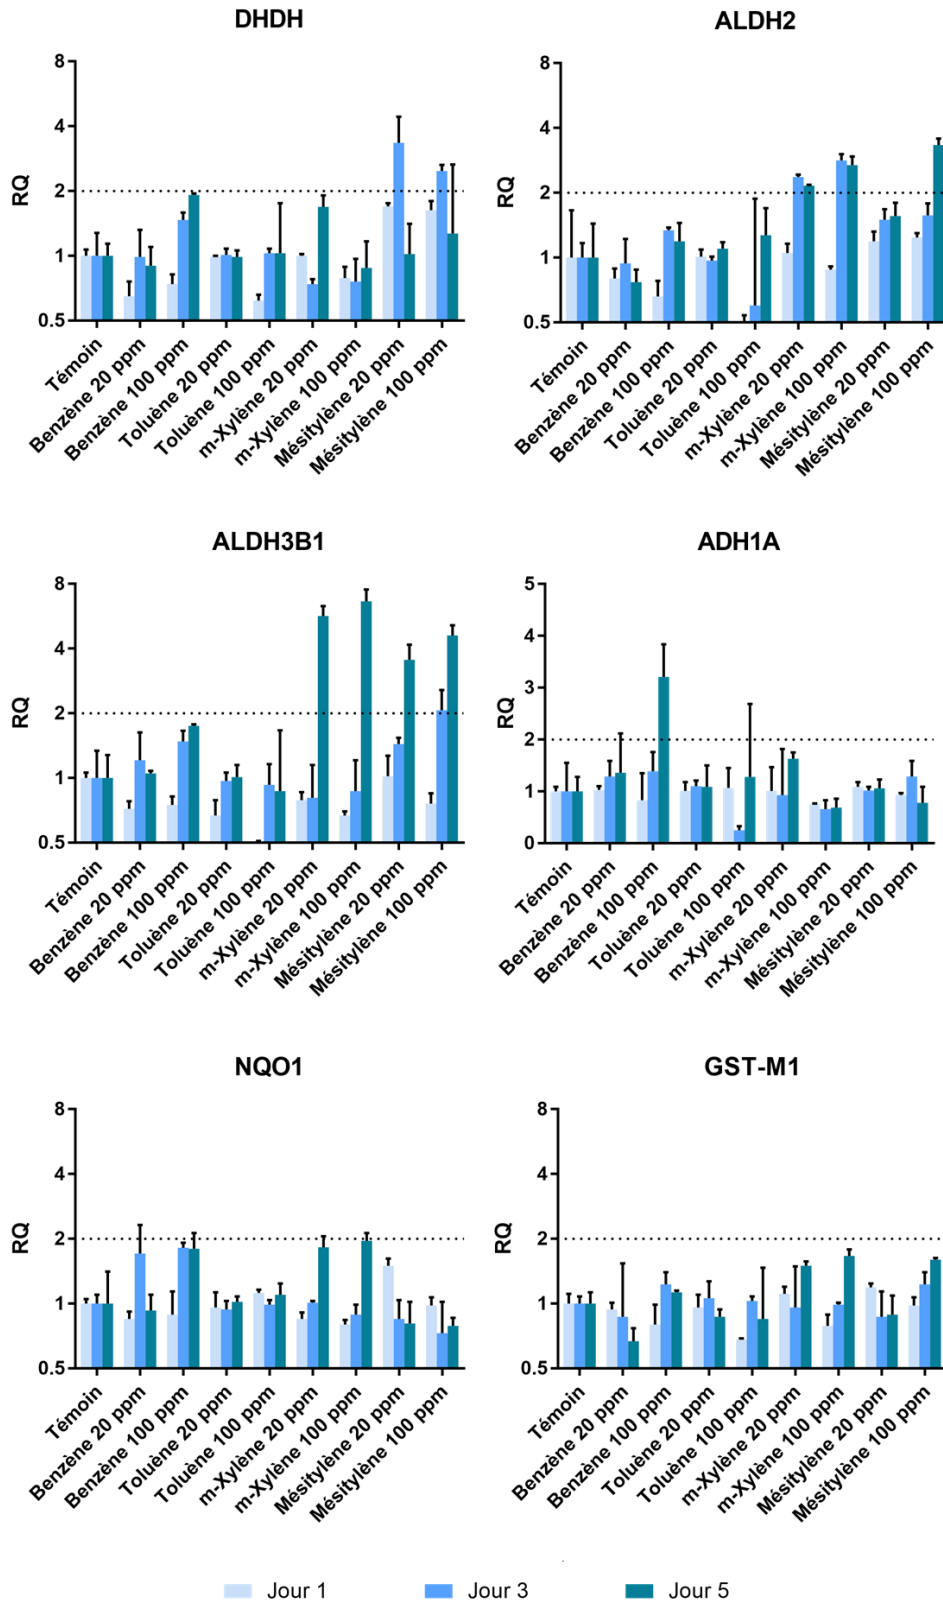 DHDH
ALDH2
RQ
8
4
2
1
0.5
Témoin
Benzène 20 ppm
Benzène 100 ppm
Toluène 20 ppm
Toluène 100 ppm
m-Xylène 20 ppm
m-Xylène 100 ppm
Mésitylène 20 ppm
Mésitylène 100 ppm
RQ
8
4
2
1
0.5
Témoin
Benzène 20 ppm
Benzène 100 ppm
Toluène 20 ppm
Toluène 100 ppm
m-Xylène 20 ppm
m-Xylène 100 ppm
Mésitylène 20 ppm
Mésitylène 100 ppm
ALDH3B1
ADH1A
RQ
8
4
2
1
0.5
Témoin
Benzène 20 ppm
Benzène 100 ppm
Toluène 20 ppm
Toluène 100 ppm
m-Xylène 20 ppm
m-Xylène 100 ppm
Mésitylène 20 ppm
Mésitylène 100 ppm
RQ
5
4
3
2
1
0
Témoin
Benzène 20 ppm
Benzène 100 ppm
Toluène 20 ppm
Toluène 100 ppm
m-Xylène 20 ppm
m-Xylène 100 ppm
Mésitylène 20 ppm
Mésitylène 100 ppm
NQO1
GST-M1
RQ
8
4
2
1
0.5
Témoin
Benzène 20 ppm
Benzène 100 ppm
Toluène 20 ppm
Toluène 100 ppm
m-Xylène 20 ppm
m-Xylène 100 ppm
Mésitylène 20 ppm
Mésitylène 100 ppm
RQ
8
4
2
1
0.5
Témoin
Benzène 20 ppm
Benzène 100 ppm
Toluène 20 ppm
Toluène 100 ppm
m-Xylène 20 ppm
m-Xylène 100 ppm
Mésitylène 20 ppm
Mésitylène 100 ppm
Jour 1 Jour 3 Jour 5